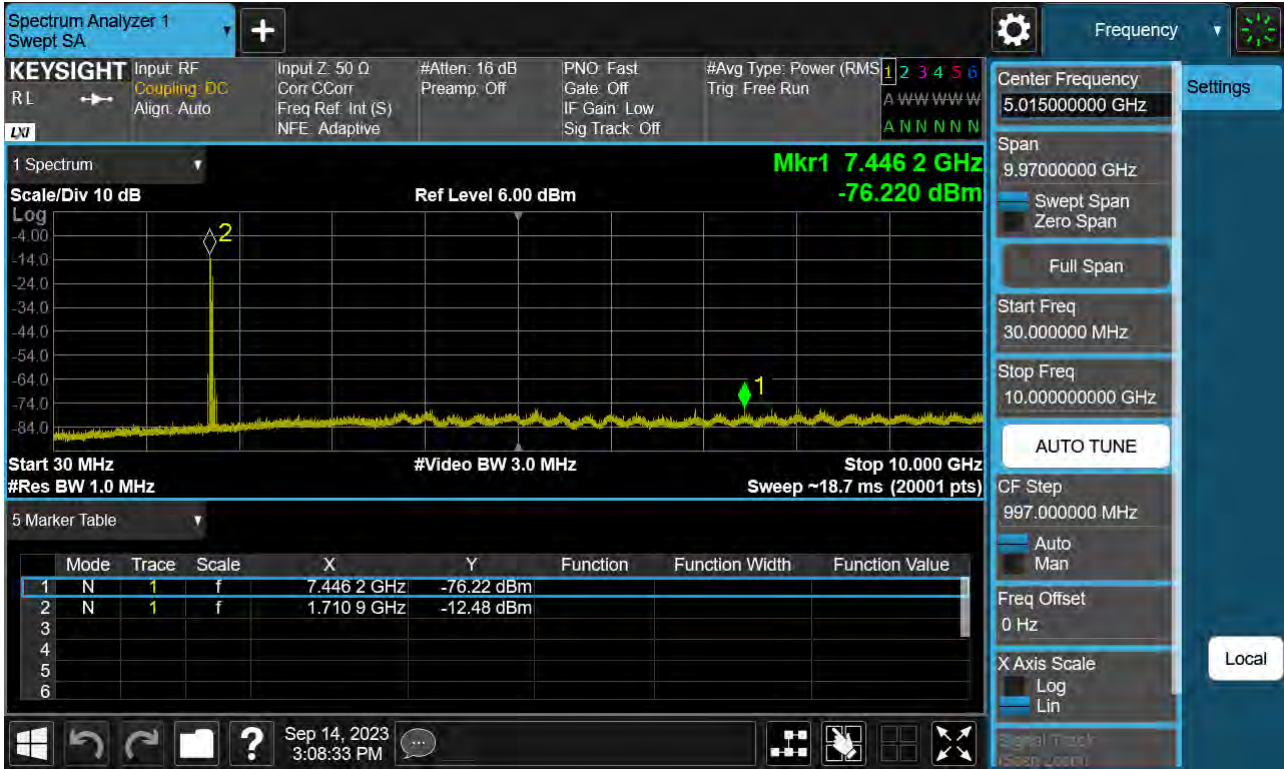 Spectrum Analyzer 1
Swept SA
+
Frequency
KEYSIGHT
RL
LXI
Input: RF
Coupling: DC
Align: Auto
Input Z: 50 Ω
Corr CCorr
Freq Ref: Int (S)
NFE: Adaptive
#Atten: 16 dB
Preamp: Off
PNO: Fast
Gate: Off
IF Gain: Low
Sig Track: Off
#Avg Type: Power (RMS
Trig: Free Run
1 2 3 4 5 6
A W W W W W
A N N N N N
1 Spectrum
Mkr1 7.446 2 GHz
Scale/Div 10 dB
Ref Level 6.00 dBm
-76.220 dBm
Log
-4.00
-14.0
-24.0
-34.0
-44.0
-54.0
-64.0
-74.0
-84.0
2
1
Start 30 MHz
#Video BW 3.0 MHz
Stop 10.000 GHz
#Res BW 1.0 MHz
Sweep ~18.7 ms (20001 pts)
5 Marker Table
Mode Trace Scale X Y Function Function Width Function Value
1 N 1 f 7.446 2 GHz -76.22 dBm
2 N 1 f 1.710 9 GHz -12.48 dBm
3
4
5
6
Center Frequency
5.015000000 GHz
Settings
Span
9.97000000 GHz
Swept Span
Zero Span
Full Span
Start Freq
30.000000 MHz
Stop Freq
10.000000000 GHz
AUTO TUNE
CF Step
997.000000 MHz
Auto
Man
Freq Offset
0 Hz
X Axis Scale
Log
Lin
Signal Track
(Span Zoom)
Local
?
Sep 14, 2023
3:08:33 PM